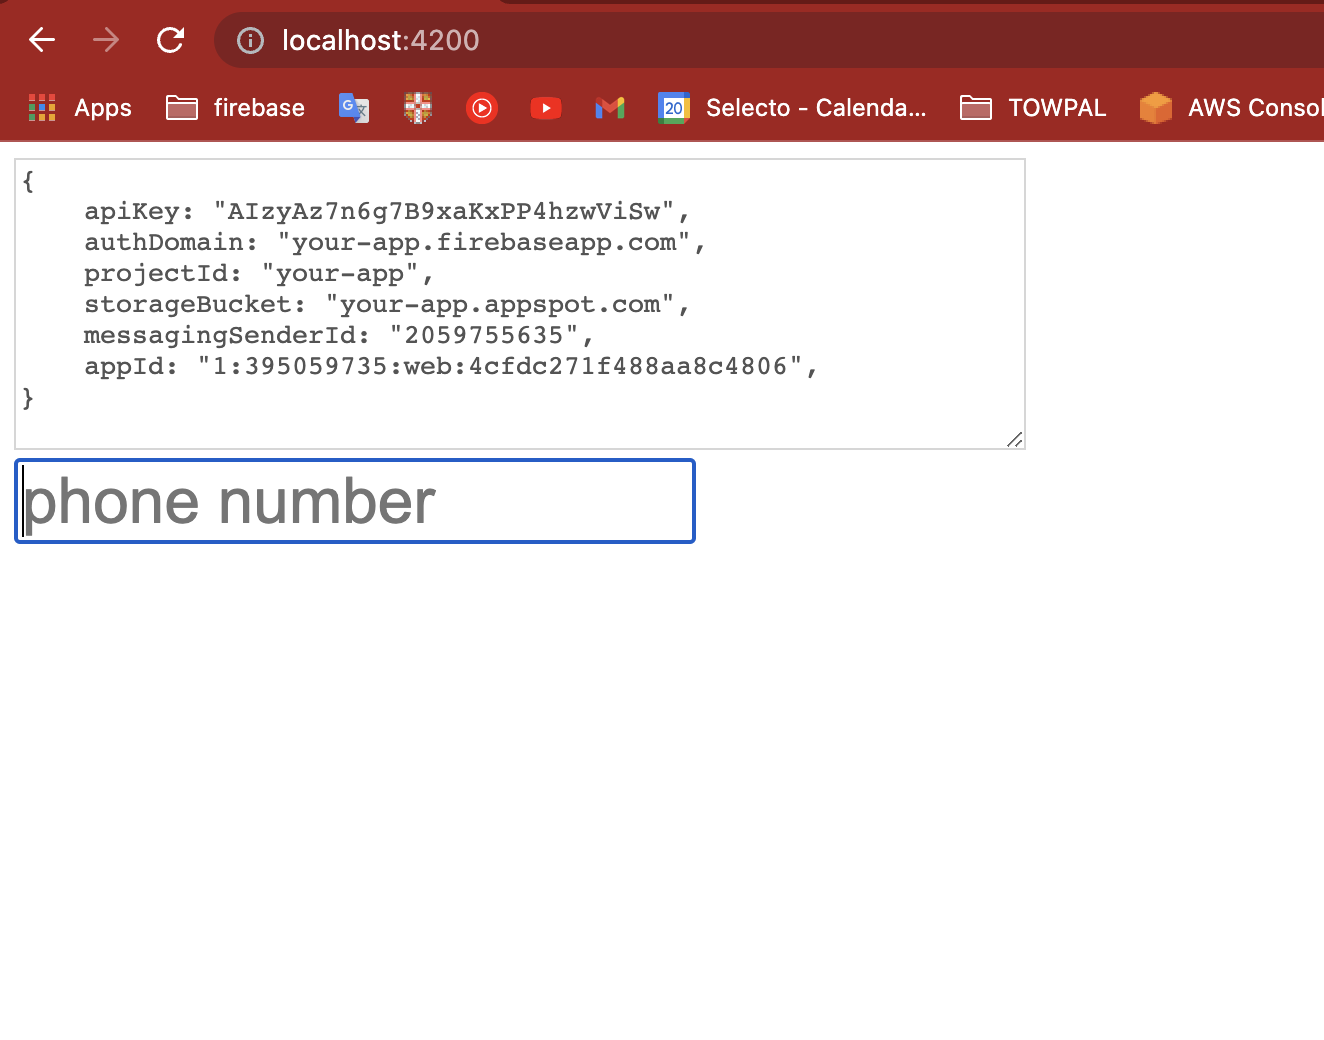 localhost:4200
Apps firebase 20 Selecto - Calenda... TOWPAL AWS Consol
{
    apiKey: "AIzyAz7n6g7B9xaKxPP4hzwViSw",
    authDomain: "your-app.firebaseapp.com",
    projectId: "your-app",
    storageBucket: "your-app.appspot.com",
    messagingSenderId: "2059755635",
    appId: "1:395059735:web:4cfdc271f488aa8c4806",
}
phone number